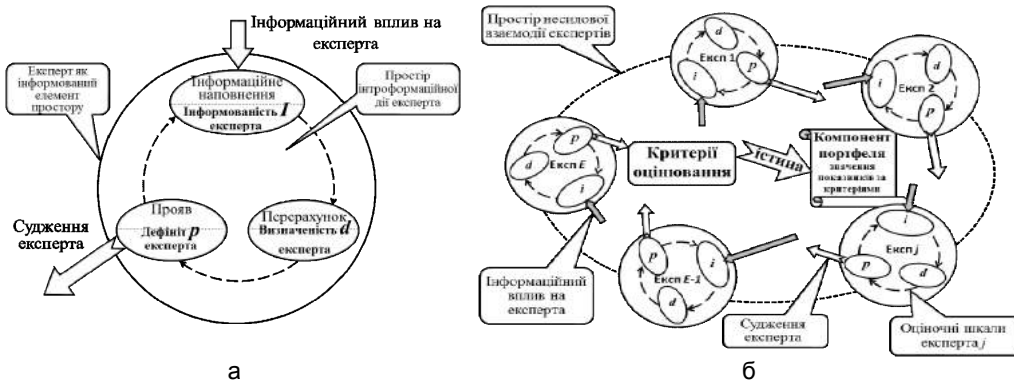 Інформаційний вплив на
експерта
Експерт як
інформований
елемент
простору
Інформаційне
наповнення
Інформованість I
експерта
Простір
інтроформаційної
дії експерта
Прояв
Дефініт p
експерта
Перерахунок
Визначеність d
експерта
Судження
експерта
а
Простір несилової
взаємодії експертів
d
Експ 1
i
p
d
i
Експ 2
p
p
d
Експ E
i
Критерії
оцінювання
істина
Компонент
портфеля
значення
показників за
критеріями
i
Експ j
p
d
p
i
Експ E-1
d
Інформаційний
вплив на
експерта
Судження
експерта
Оціночні шкали
експерта j
б